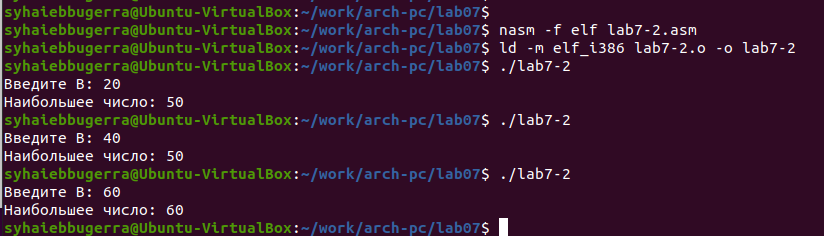 syhaiebbugerra@Ubuntu-VirtualBox:~/work/arch-pc/lab07$
syhaiebbugerra@Ubuntu-VirtualBox:~/work/arch-pc/lab07$ nasm -f elf lab7-2.asm
syhaiebbugerra@Ubuntu-VirtualBox:~/work/arch-pc/lab07$ ld -m elf_i386 lab7-2.o -o lab7-2
syhaiebbugerra@Ubuntu-VirtualBox:~/work/arch-pc/lab07$ ./lab7-2
Введите B: 20
Наибольшее число: 50
syhaiebbugerra@Ubuntu-VirtualBox:~/work/arch-pc/lab07$ ./lab7-2
Введите B: 40
Наибольшее число: 50
syhaiebbugerra@Ubuntu-VirtualBox:~/work/arch-pc/lab07$ ./lab7-2
Введите B: 60
Наибольшее число: 60
syhaiebbugerra@Ubuntu-VirtualBox:~/work/arch-pc/lab07$